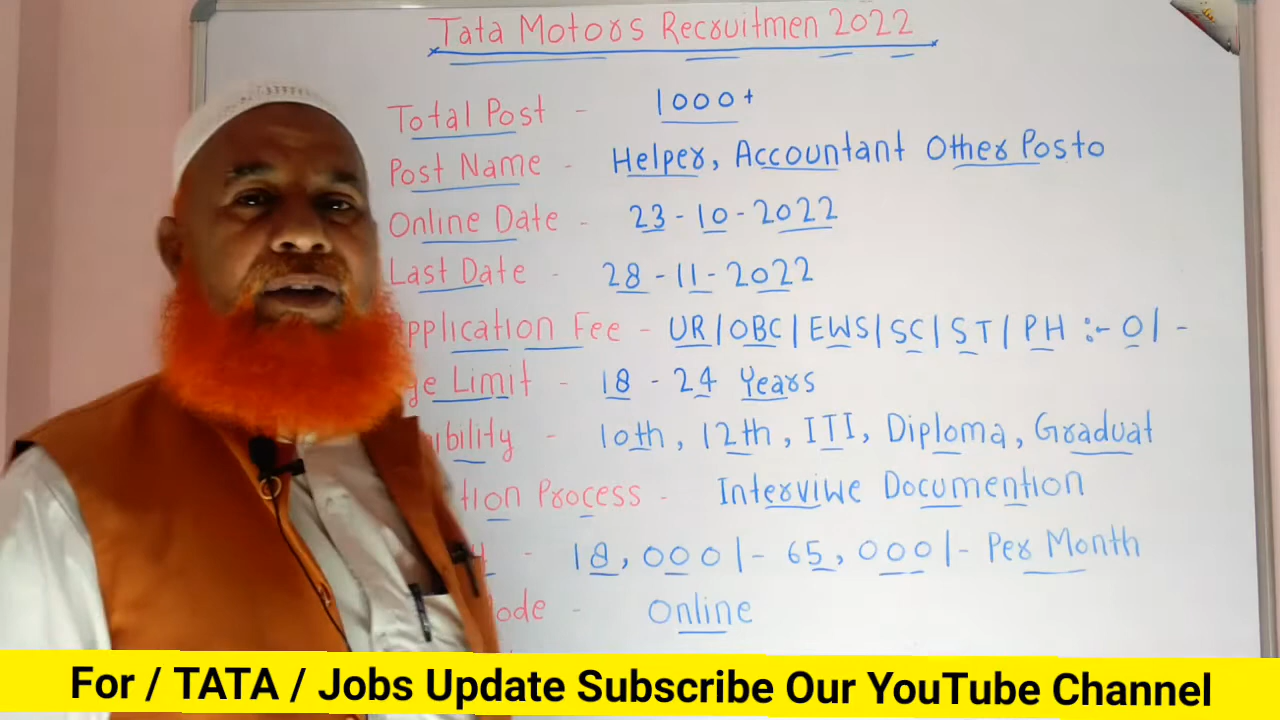 Tata Motors Recruitmen 2022
Total Post - 1000+
Post Name - Helper, Accountant Other Posto
Online Date - 23-10-2022
Last Date - 28-11-2022
pplication Fee - UR/OBC/EWS/SC/ST/PH :- 0/-
ge Limit - 18 - 24 Years
ibility - 10th, 12th, ITI, Diploma, Graduat
tion Process - Interviwe Documention
- 18,000/- 65,000/- Per Month
ode - Online
For / TATA / Jobs Update Subscribe Our YouTube Channel